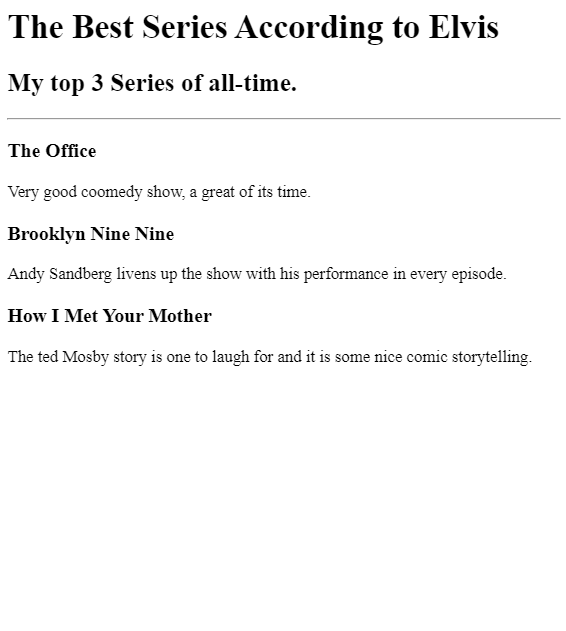 The Best Series According to Elvis
My top 3 Series of all-time.
The Office
Very good coomedy show, a great of its time.
Brooklyn Nine Nine
Andy Sandberg livens up the show with his performance in every episode.
How I Met Your Mother
The ted Mosby story is one to laugh for and it is some nice comic storytelling.